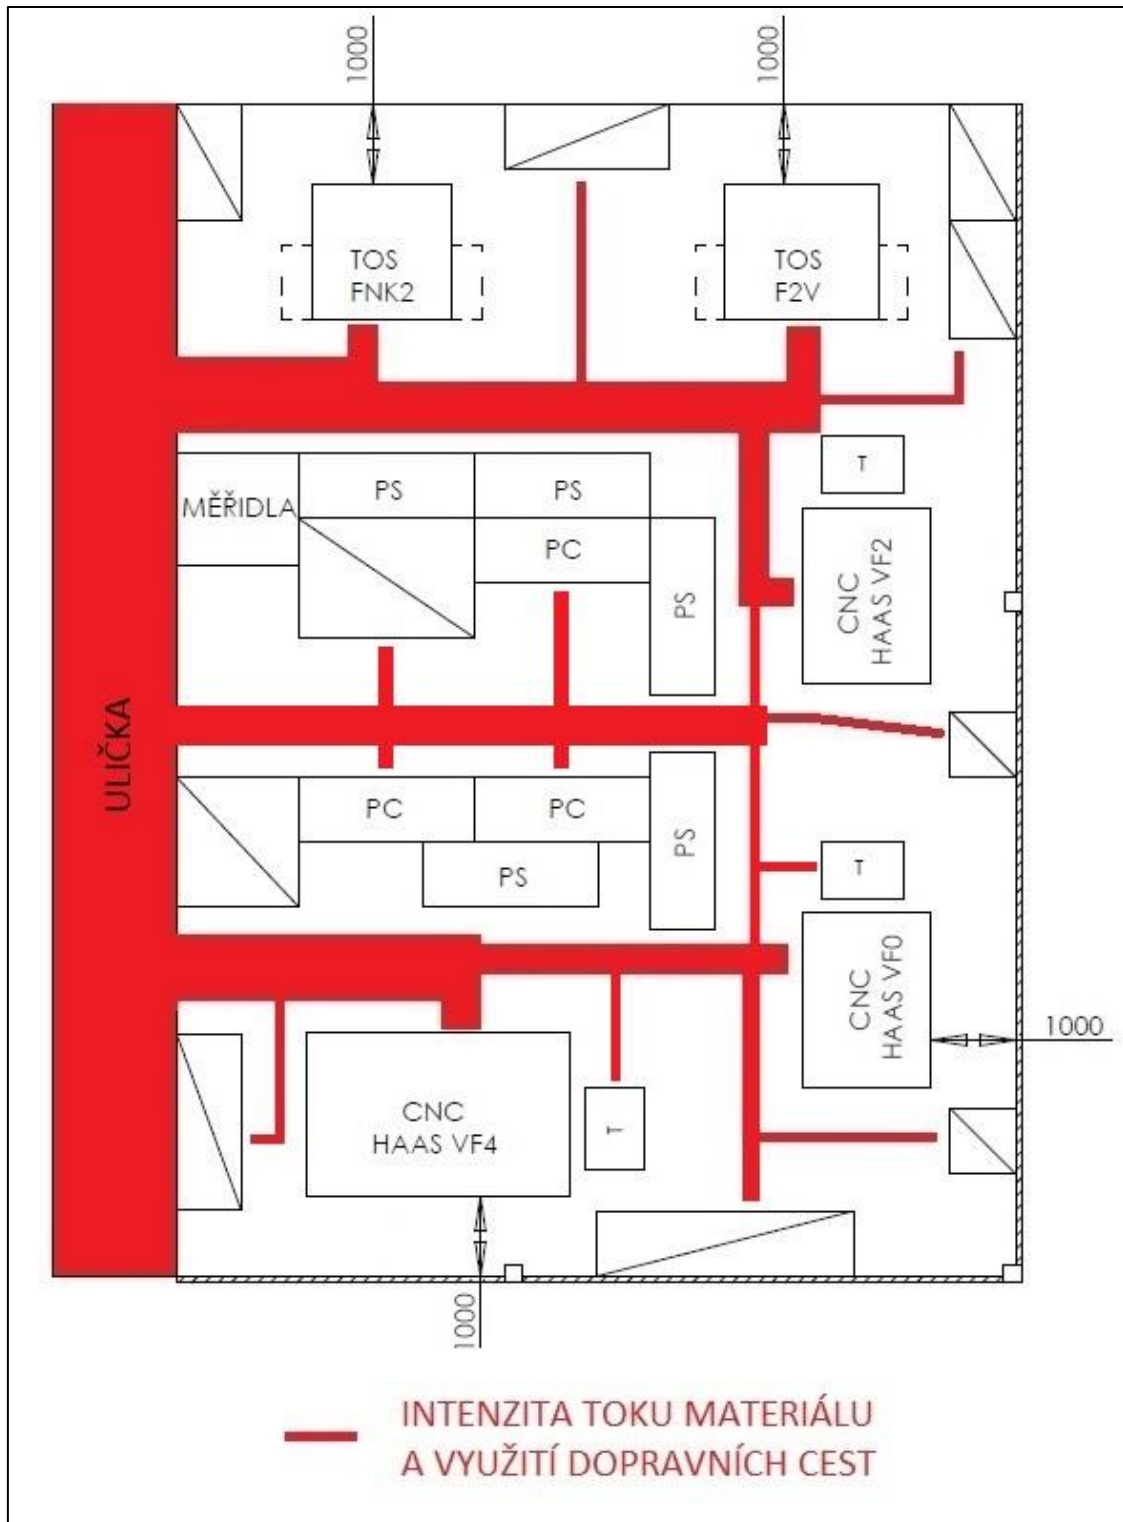 1000
1000
TOS
FNK2
TOS
F2V
T
MĚŘIDLA
PS
PS
PC
PS
CNC
HAAS VF2
ULIČKA
PC
PC
PS
PS
T
CNC
HAAS VF0
1000
CNC
HAAS VF4
T
1000
INTENZITA TOKU MATERIÁLU
A VYUŽITÍ DOPRAVNÍCH CEST